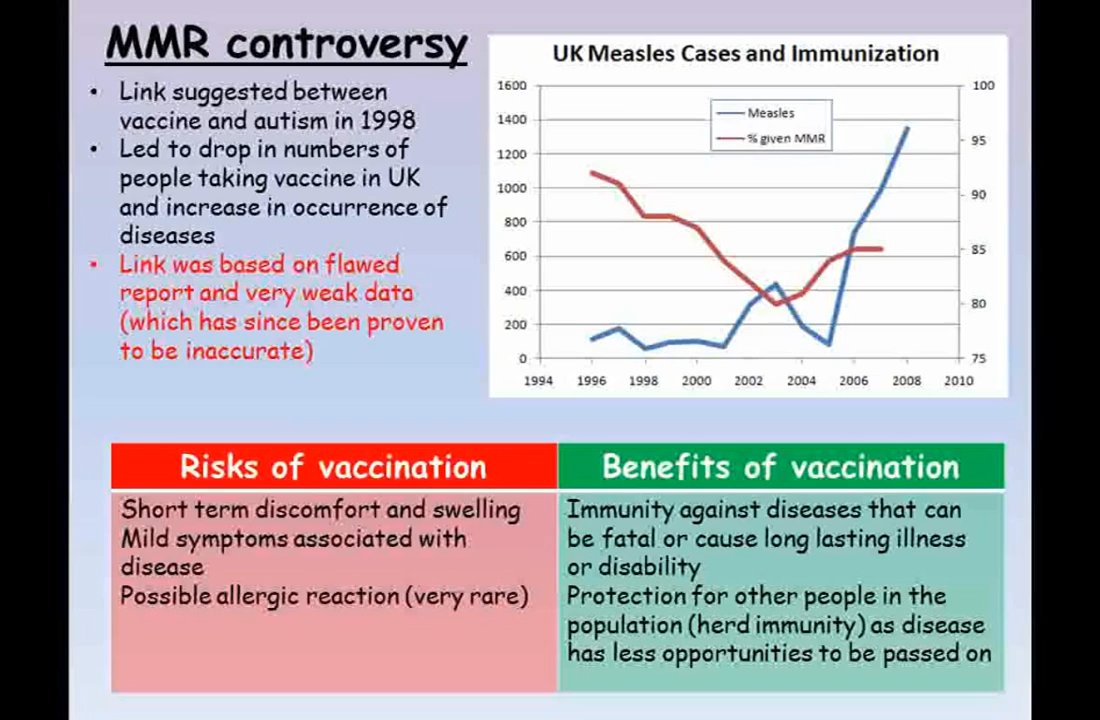 MMR controversy
• Link suggested between
vaccine and autism in 1998
• Led to drop in numbers of
people taking vaccine in UK
and increase in occurrence of
diseases
• Link was based on flawed
report and very weak data
(which has since been proven
to be inaccurate)
UK Measles Cases and Immunization
1600
1400
1200
1000
800
600
400
200
0
100
95
90
85
80
75
Measles
% given MMR
1994 1996 1998 2000 2002 2004 2006 2008 2010
Risks of vaccination
Short term discomfort and swelling
Mild symptoms associated with
disease
Possible allergic reaction (very rare)
Benefits of vaccination
Immunity against diseases that can
be fatal or cause long lasting illness
or disability
Protection for other people in the
population (herd immunity) as disease
has less opportunities to be passed on